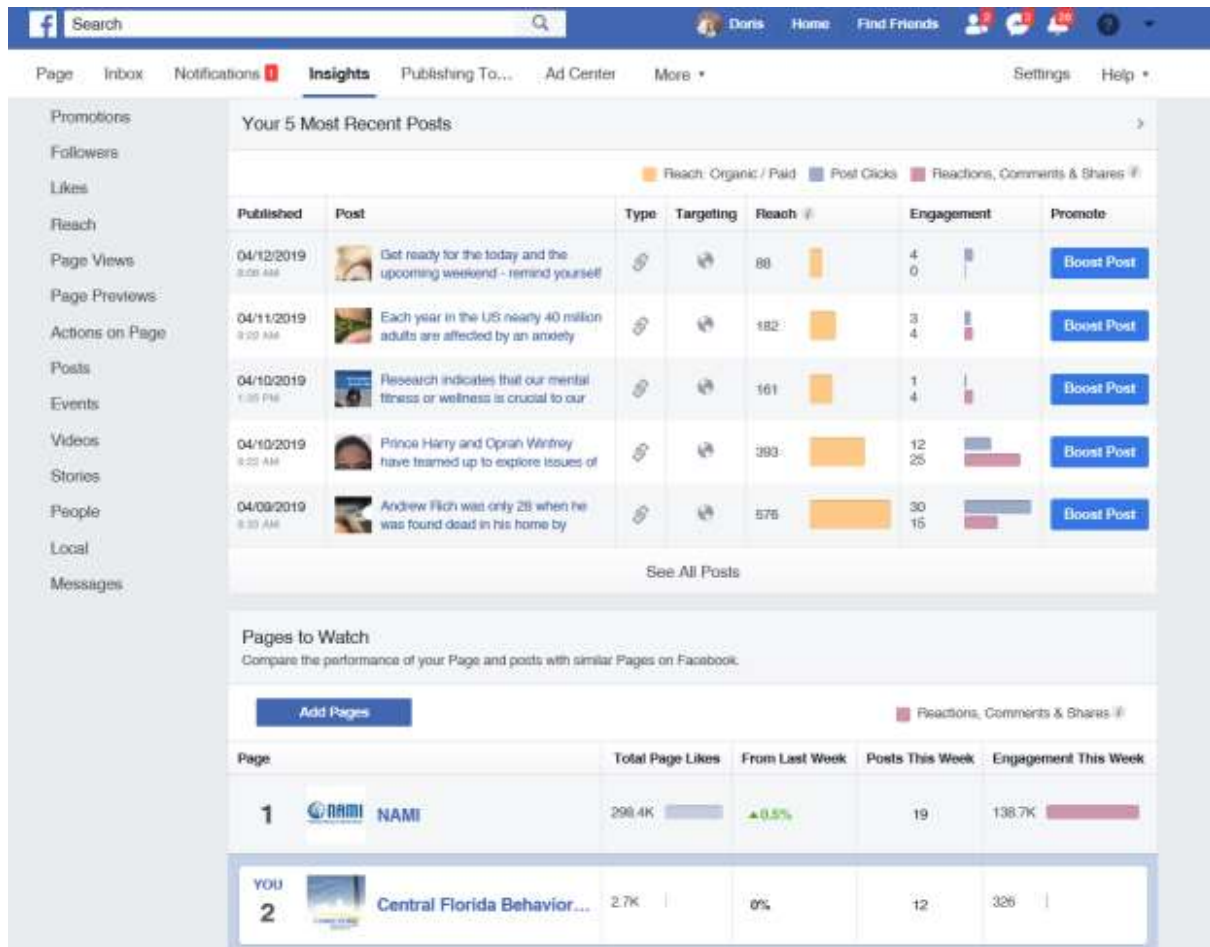 f Search
Doris Home Find Friends 2 2 20
Page Inbox Notifications 1 Insights Publishing To... Ad Center More Settings Help
Promotions
Followers
Likes
Reach
Page Views
Page Previews
Actions on Page
Posts
Events
Videos
Stories
People
Local
Messages
Your 5 Most Recent Posts
Reach: Organic / Paid Post Clicks Reactions, Comments & Shares
Published Post Type Targeting Reach Engagement Promote
04/12/2019 Get ready for the today and the 4
upcoming weekend - remind yourself 88 0 Boost Post
04/11/2019 Each year in the US nearly 40 million 3
adults are affected by an anxiety 182 4 Boost Post
04/10/2019 Research indicates that our mental 1
1:35 PM fitness or wellness is crucial to our 161 4 Boost Post
04/10/2019 Prince Harry and Oprah Winfrey 12
have teamed up to explore issues of 393 25 Boost Post
04/09/2019 Andrew Rich was only 28 when he 30
was found dead in his home by 576 15 Boost Post
See All Posts
Pages to Watch
Compare the performance of your Page and posts with similar Pages on Facebook.
Add Pages Reactions, Comments & Shares
Page Total Page Likes From Last Week Posts This Week Engagement This Week
1 NAMI NAMI 298.4K ▲0.5% 19 138.7K
YOU
2 Central Florida Behavior... 2.7K 0% 12 326